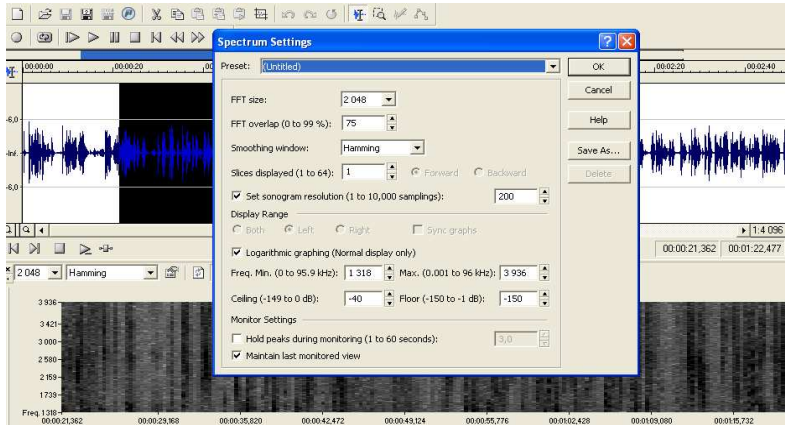 Spectrum Settings
Preset: (Untitled)
OK
Cancel
Help
Save As...
Delete
FFT size: 2 048
FFT overlap (0 to 99 %): 75
Smoothing window: Hamming
Slices displayed (1 to 64): 1 Forward Backward
Set sonogram resolution (1 to 10,000 samplings): 200
Display Range
Both Left Right Sync graphs
Logarithmic graphing (Normal display only)
Freq. Min. (0 to 95.9 kHz): 1 318 Max. (0.001 to 96 kHz): 3 936
Ceiling (-149 to 0 dB): -40 Floor (-150 to -1 dB): -150
Monitor Settings
Hold peaks during monitoring (1 to 60 seconds): 3,0
Maintain last monitored view
00:00:00 00:00:20 00:02:20 00:02:40
-6,0
-Inf.
-6,0
1:4 096
00:00:21,362 00:01:22,477
2 048 Hamming
3 936
3 421
3 000
2 580
2 159
1739
Freq. 1318
00:00:21,362 00:00:29,168 00:00:35,820 00:00:42,472 00:00:49,124 00:00:55,776 00:01:02,428 00:01:09,080 00:01:15,732